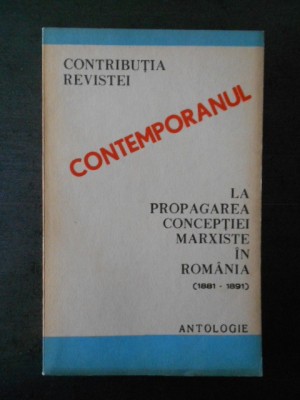 CONTRIBUȚIA
REVISTEI
CONTEMPORANUL
LA
PROPAGAREA
CONCEPȚIEI
MARXISTE
ÎN
ROMÂNIA
(1881 - 1891)
ANTOLOGIE